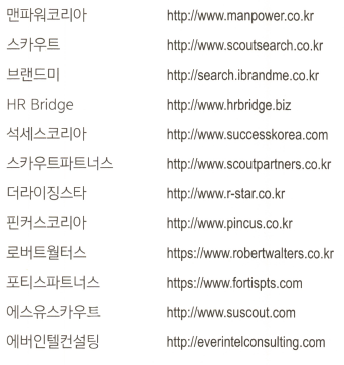 맨파워코리아 http://www.manpower.co.kr
스카우트 http://www.scoutsearch.co.kr
브랜드미 http://search.ibrandme.co.kr
HR Bridge http://www.hrbridge.biz
석세스코리아 http://www.successkorea.com
스카우트파트너스 http://www.scoutpartners.co.kr
더라이징스타 http://www.r-star.co.kr
핀커스코리아 http://www.pincus.co.kr
로버트월터스 https://www.robertwalters.co.kr
포티스파트너스 https://www.fortispts.com
에스유스카우트 http://www.suscout.com
에버인텔컨설팅 http://everintelconsulting.com